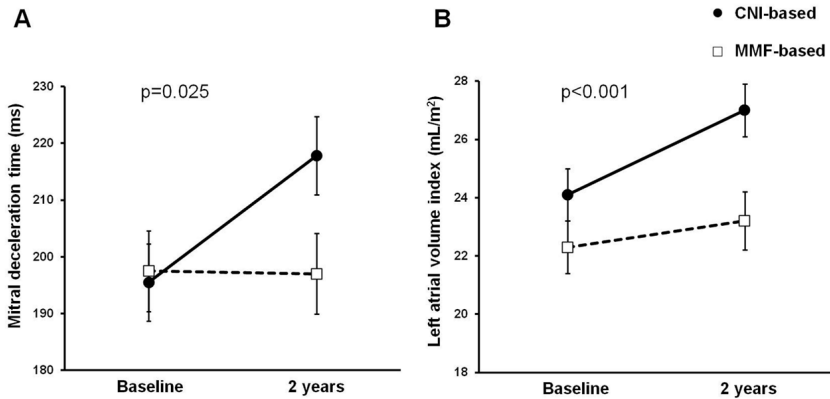 A
B
CNI-based
MMF-based
p=0.025
p<0.001
Mitral deceleration time (ms)
230
220
210
200
190
180
Baseline
2 years
Left atrial volume index (mL/m²)
28
26
24
22
20
18
Baseline
2 years